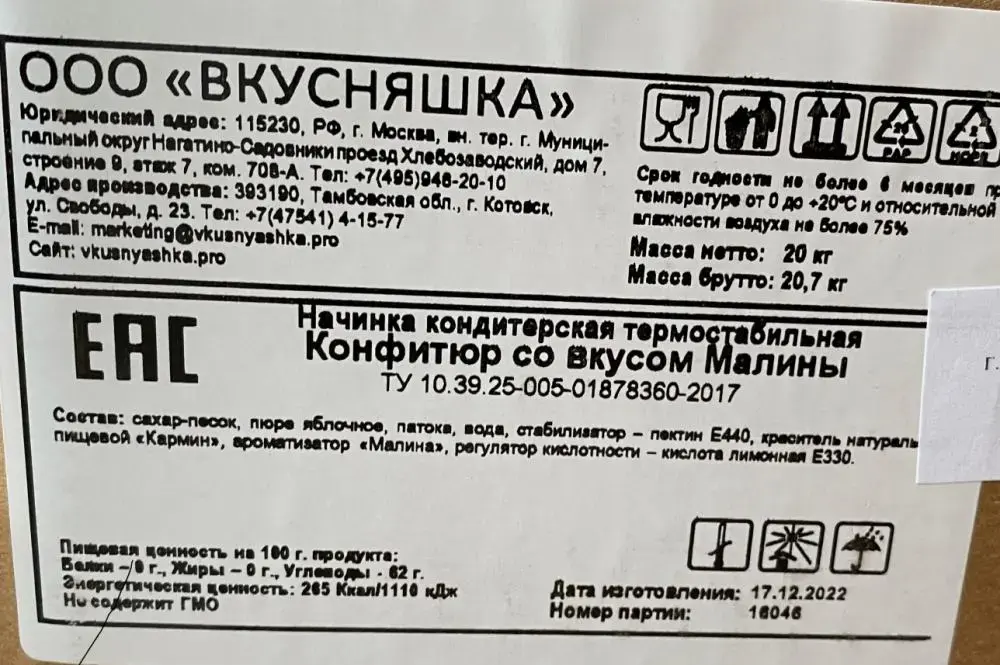 ООО «ВКУСНЯШКА»
Юридический адрес: 115230, РФ, г. Москва, вн. тер. г. Муници-
пальный округ Нагатино-Садовники проезд Хлебозаводский, дом 7,
строение 9, этаж 7, ком. 708-А. Тел: +7(495)946-20-10
Адрес производства: 393190, Тамбовская обл., г. Котовск,
ул. Свободы, д. 23. Тел: +7(47541) 4-15-77
E-mail: marketing@vkusnyashka.pro
Сайт: vkusnyashka.pro
PAP
Срок годности не более 6 месяцев пр
температуре от 0 до +20°С и относительной
влажности воздуха не более 75%
Масса нетто: 20 кг
Масса брутто: 20,7 кг
ЕАС
Начинка кондитерская термостабильная
Конфитюр со вкусом Малины
ТУ 10.39.25-005-01878360-2017
Состав: сахар-песок, пюре яблочное, патока, вода, стабилизатор – пектин Е440, краситель натураль
пищевой «Кармин», ароматизатор «Малина», регулятор кислотности – кислота лимонная Е330.
Пищевая ценность на 100 г. продукта:
Белки – 0 г., Жиры – 0 г., Углеводы - 62 г.
Энергетическая ценность: 265 Ккал/1110 кДж
Не содержит ГМО
Дата изготовления: 17.12.2022
Номер партии: 16046
г.